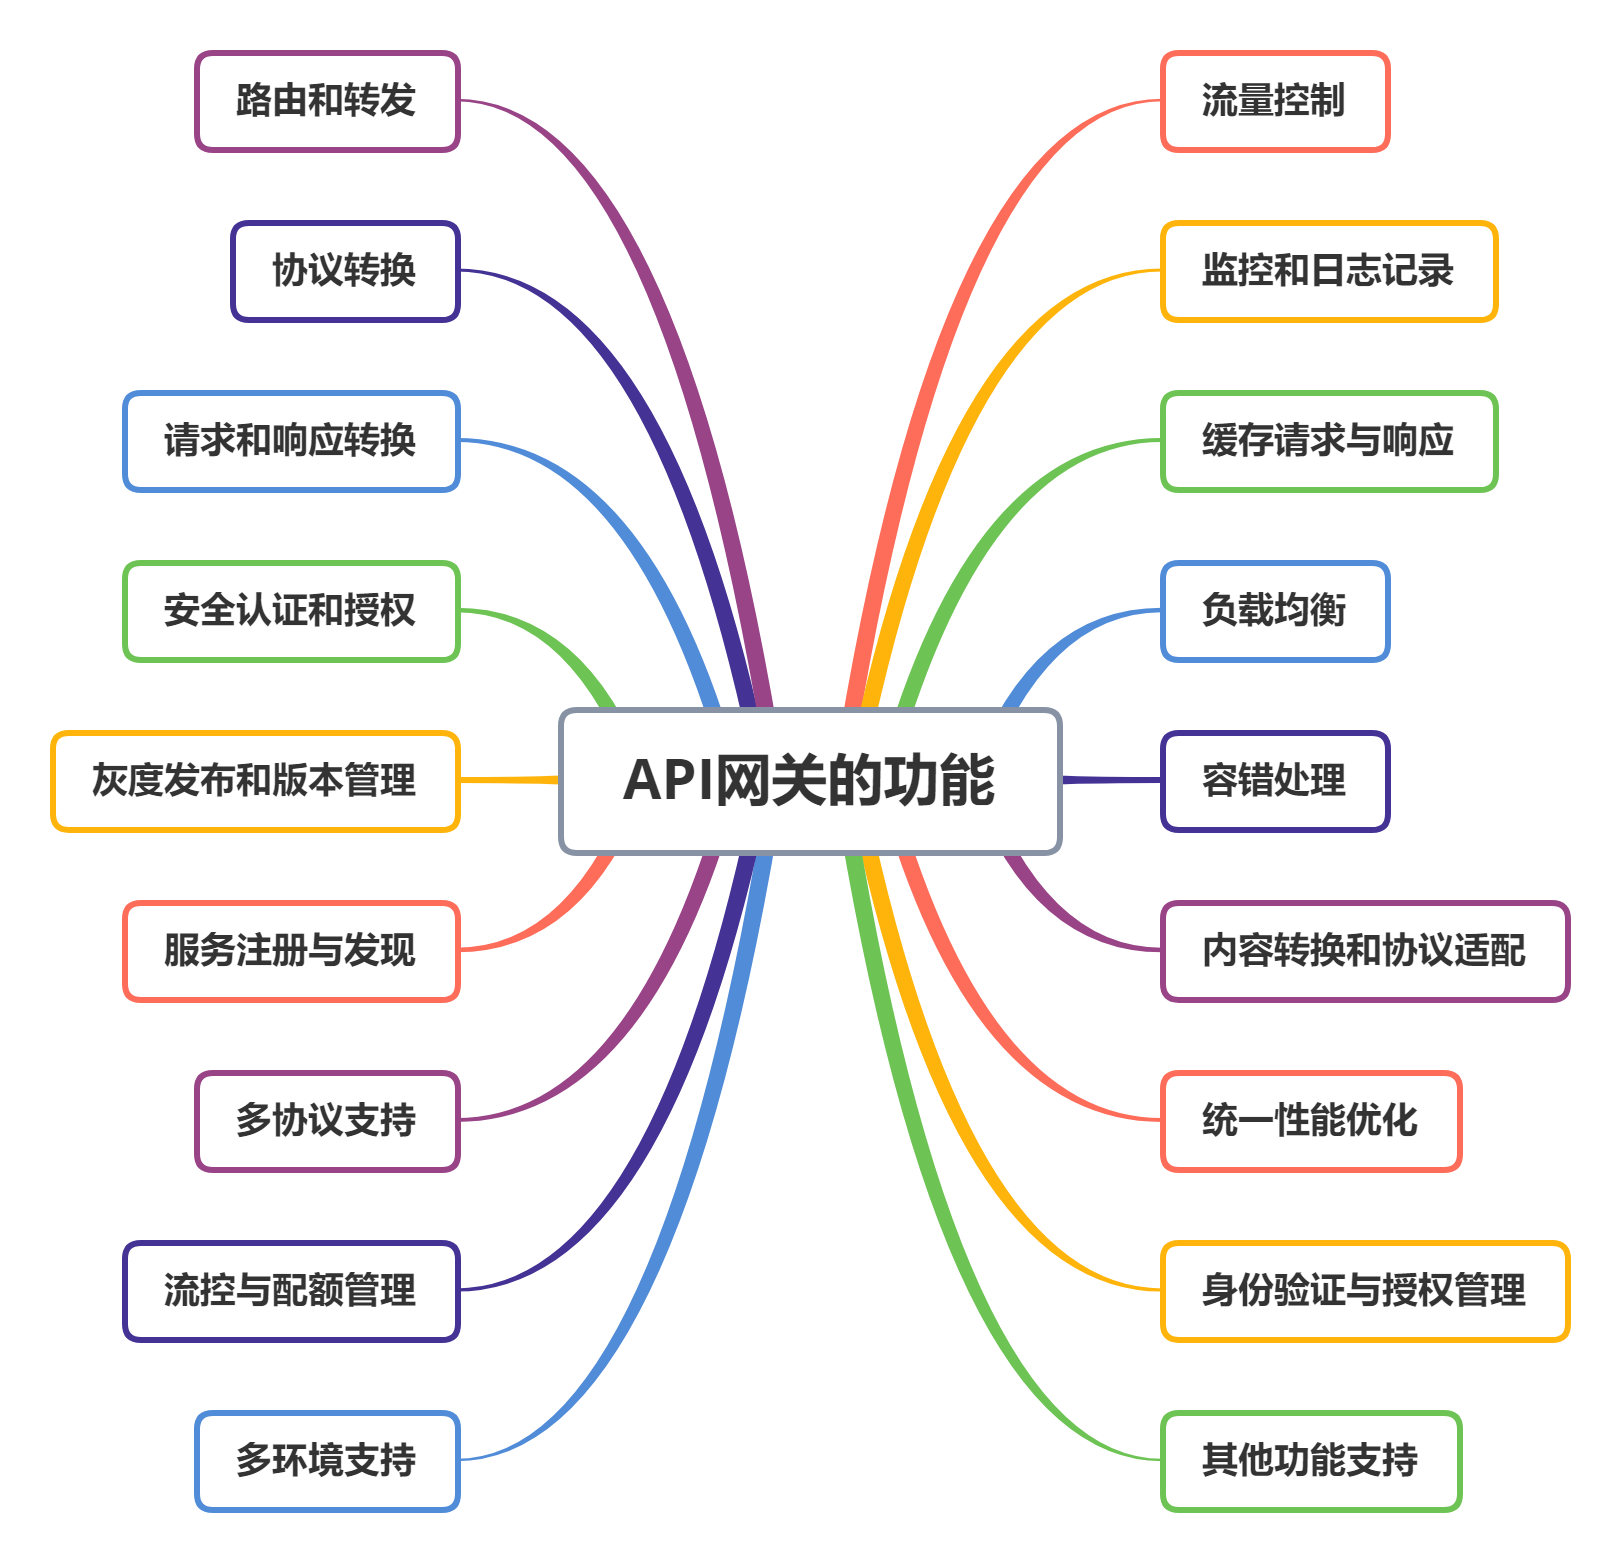 路由和转发
协议转换
请求和响应转换
安全认证和授权
灰度发布和版本管理
服务注册与发现
多协议支持
流控与配额管理
多环境支持
API网关的功能
流量控制
监控和日志记录
缓存请求与响应
负载均衡
容错处理
内容转换和协议适配
统一性能优化
身份验证与授权管理
其他功能支持